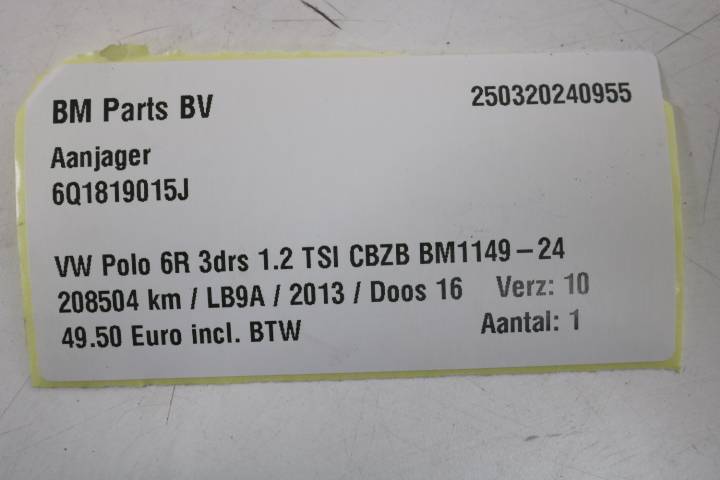 BM Parts BV 250320240955
Aanjager
6Q1819015J
VW Polo 6R 3drs 1.2 TSI CBZB BM1149-24
208504 km / LB9A / 2013 / Doos 16 Verz: 10
49.50 Euro incl. BTW Aantal: 1